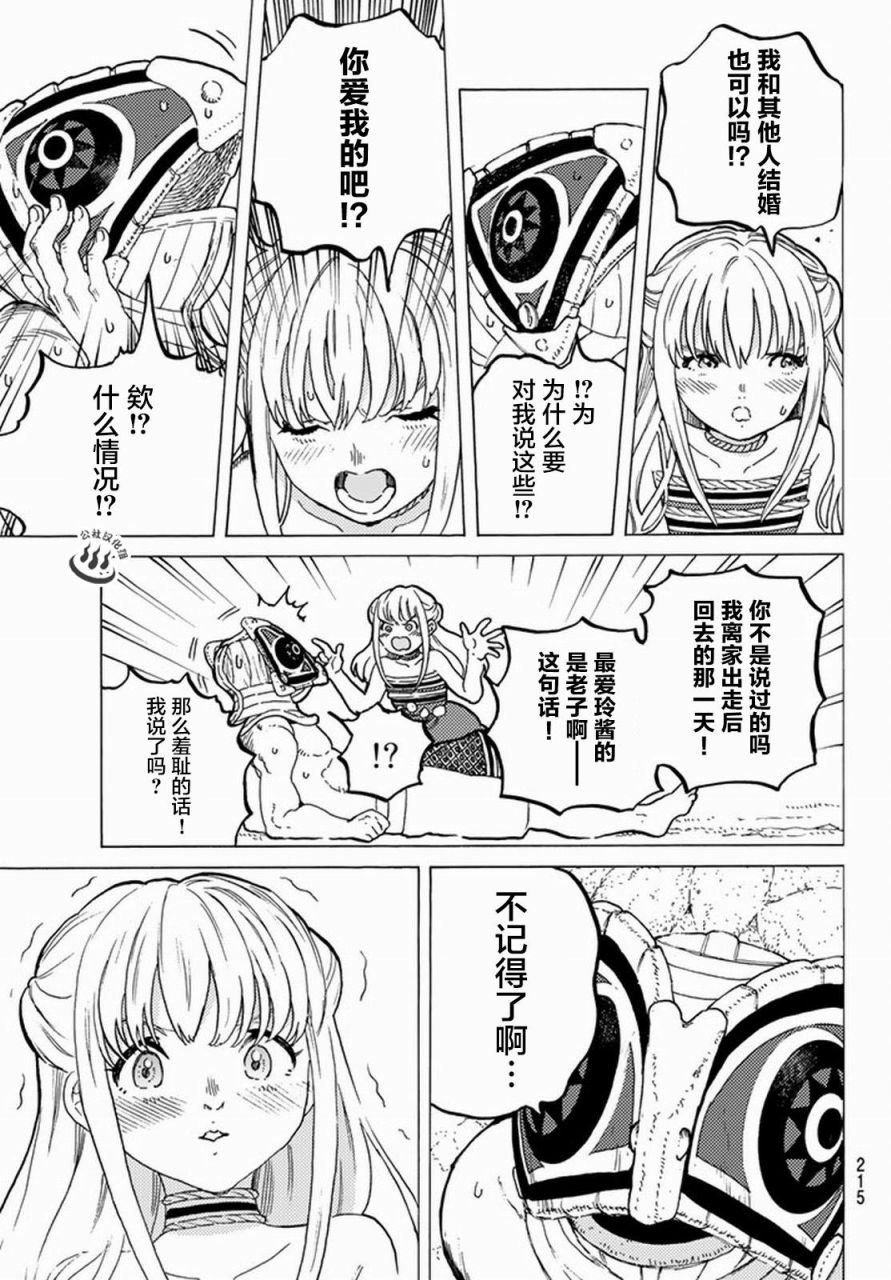 我和其他人结婚
也可以吗!?
!?为
为什么要
对我说这些!?
你爱我的吧!?
欸!?
什么情况!?
公社汉化组
你不是说过的吗
我离家出走后
回去的那一天！
最爱玲酱的
是老子啊——
这句话！
!?
那么羞耻的话！
我说了吗？
不记得了啊…
215